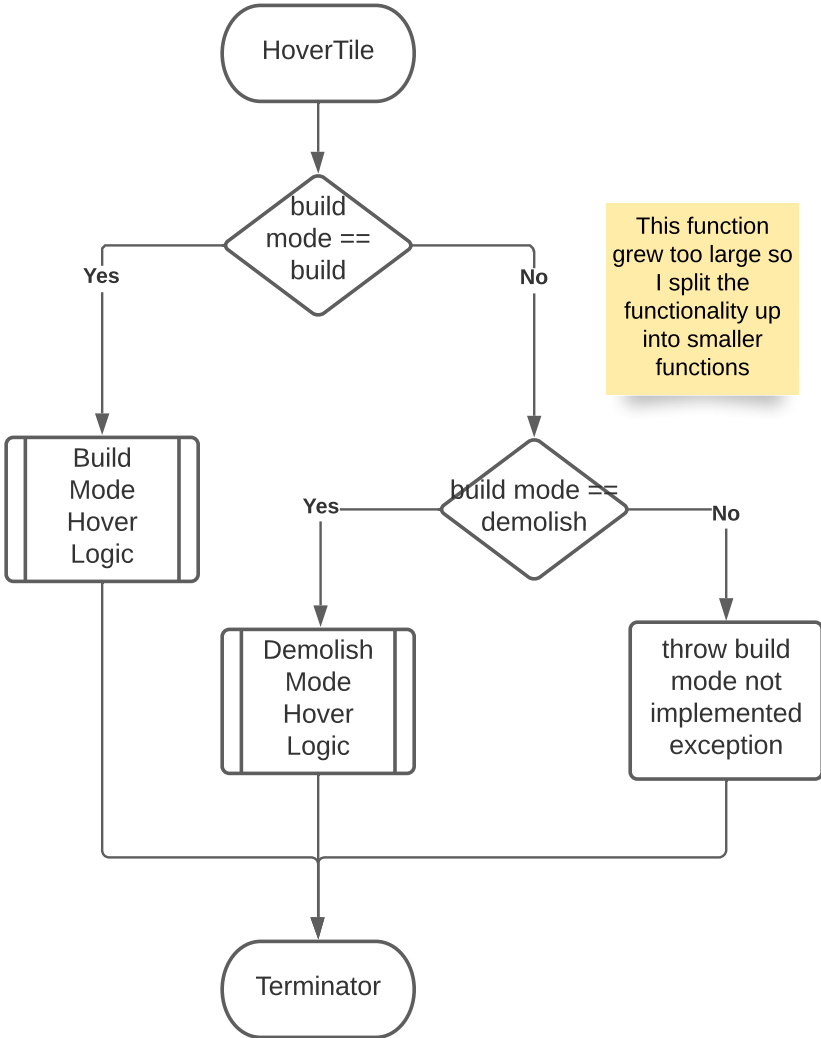 HoverTile
build
mode ==
build
Yes
No
This function
grew too large so
I split the
functionality up
into smaller
functions
Build
Mode
Hover
Logic
build mode ==
demolish
Yes
No
Demolish
Mode
Hover
Logic
throw build
mode not
implemented
exception
Terminator